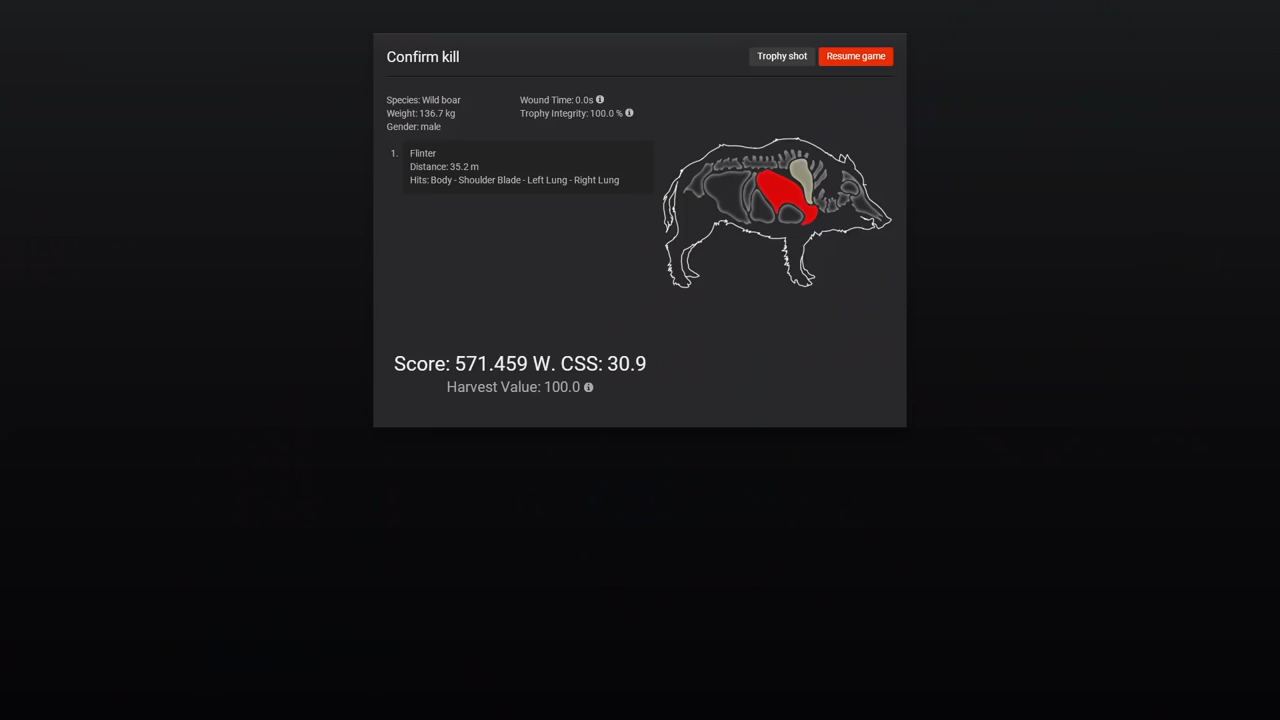 Confirm kill
Trophy shot
Resume game
Species: Wild boar
Weight: 136.7 kg
Gender: male
Wound Time: 0.0s
Trophy Integrity: 100.0 %
1. Flinter
Distance: 35.2 m
Hits: Body - Shoulder Blade - Left Lung - Right Lung
Score: 571.459 W. CSS: 30.9
Harvest Value: 100.0